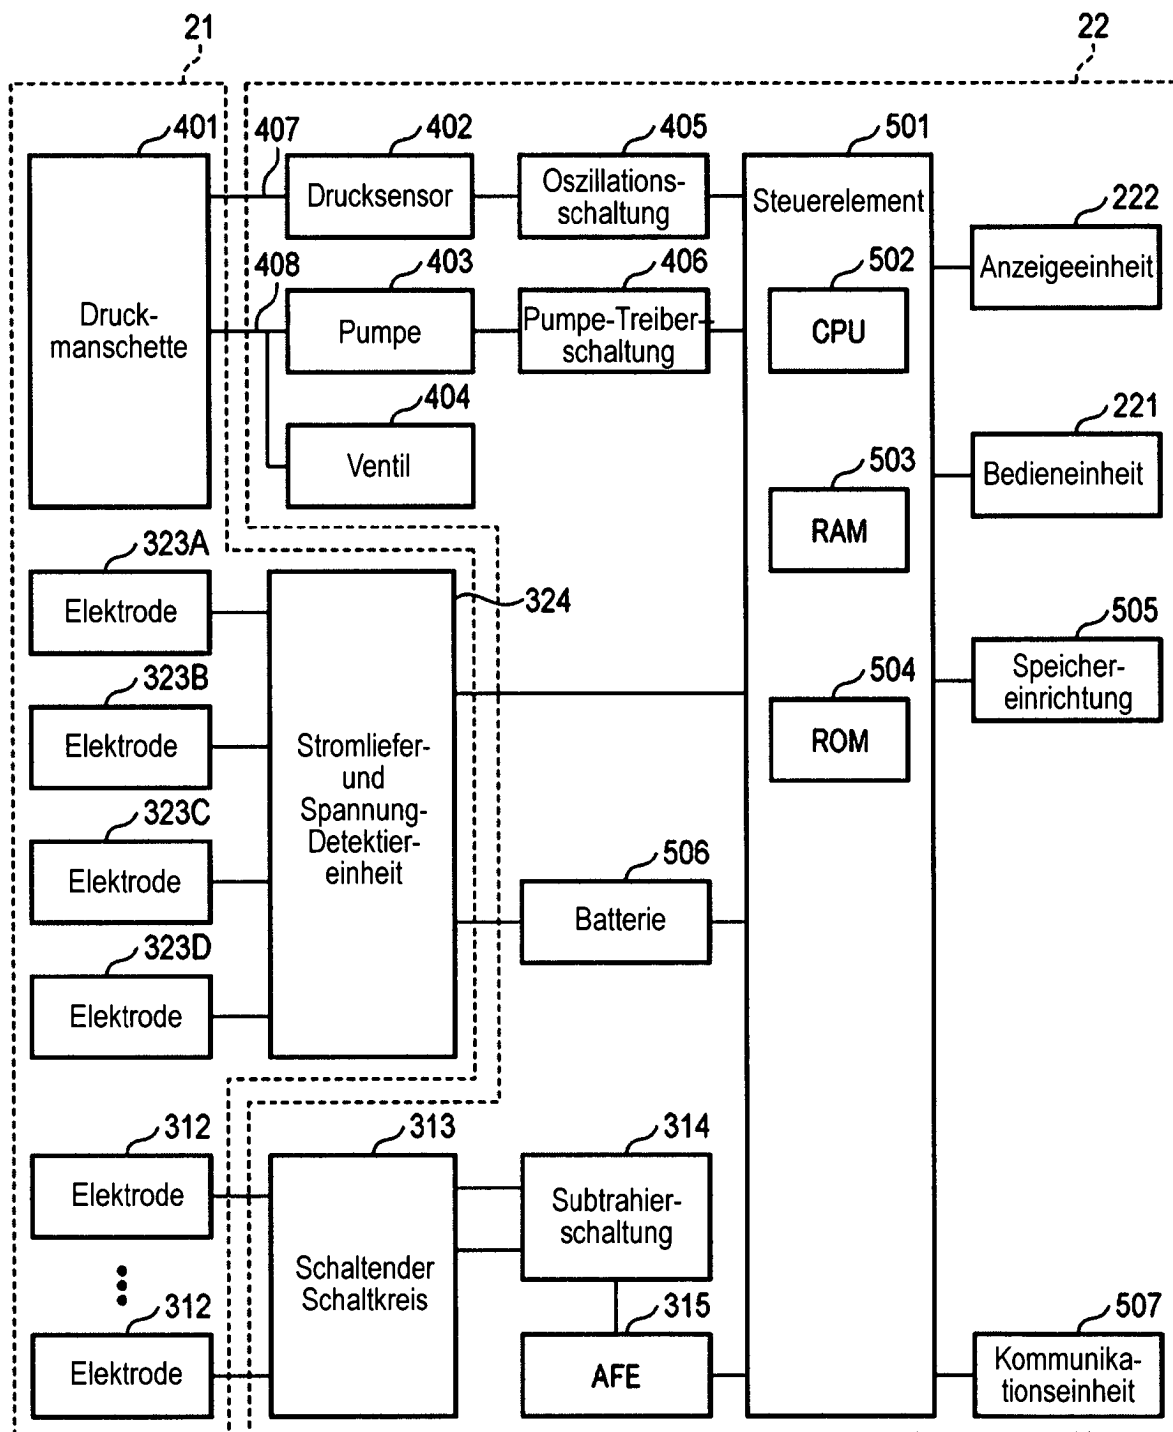 21
22
401
407
402
405
501
Drucksensor
Oszillations-
schaltung
Steuerelement
222
Anzeigeeinheit
408
403
406
502
Druck-
manschette
Pumpe
Pumpe-Treiber-
schaltung
CPU
404
Ventil
221
Bedieneinheit
503
RAM
323A
Elektrode
324
505
Speicher-
einrichtung
323B
Elektrode
504
ROM
Stromliefer-
und
Spannung-
Detektier-
einheit
323C
Elektrode
506
Batterie
323D
Elektrode
312
Elektrode
313
Schaltender
Schaltkreis
314
Subtrahier-
schaltung
312
Elektrode
315
AFE
507
Kommunika-
tionseinheit